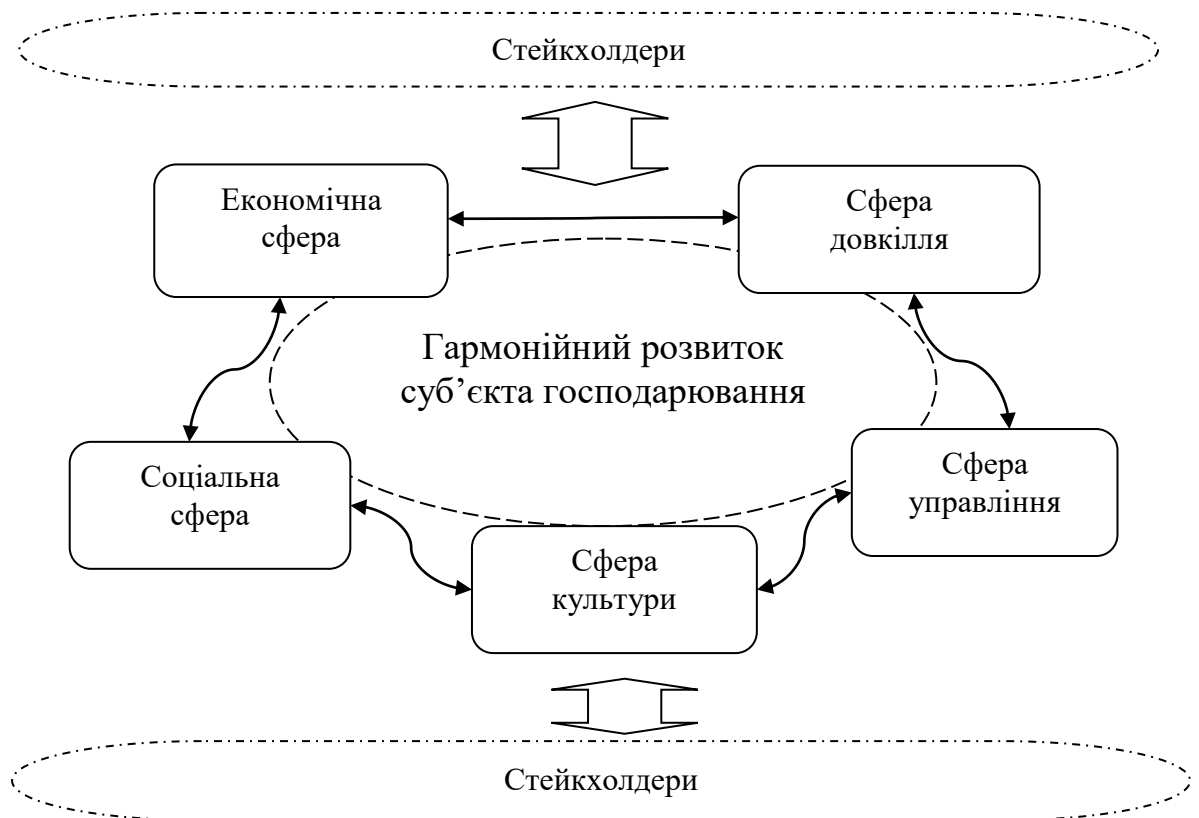 Стейкхолдери
Економічна
сфера
Сфера
довкілля
Гармонійний розвиток
суб’єкта господарювання
Соціальна
сфера
Сфера
управління
Сфера
культури
Стейкхолдери